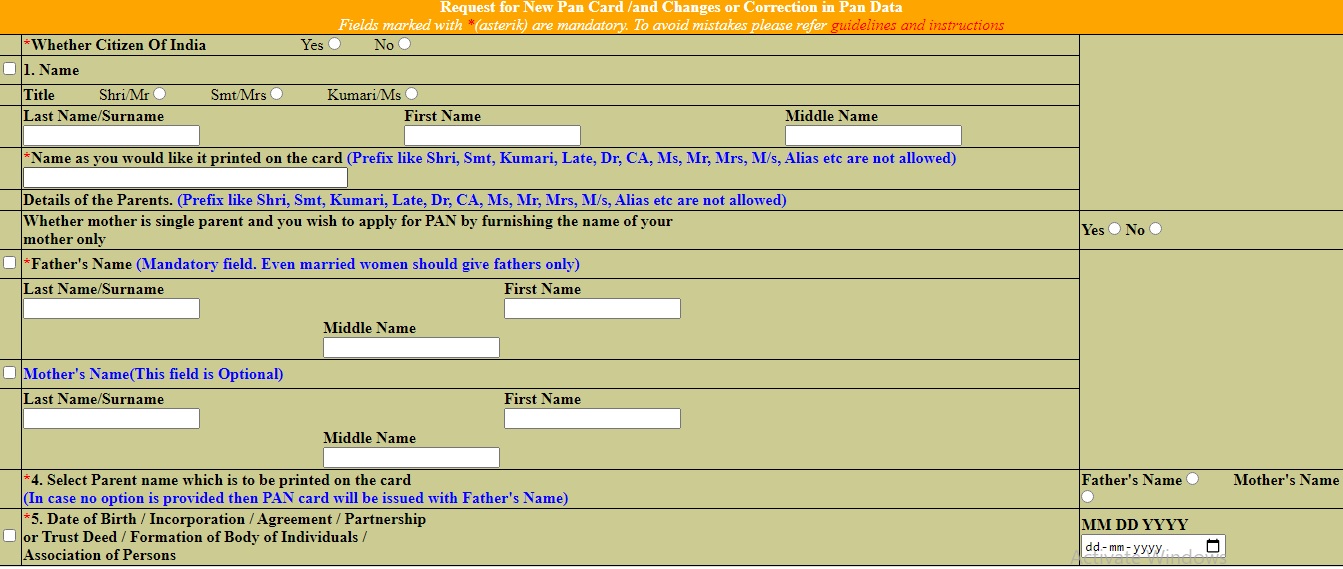 Request for New Pan Card /and Changes or Correction in Pan Data
Fields marked with *(asterik) are mandatory. To avoid mistakes please refer guidelines and instructions
*Whether Citizen Of India Yes No
1. Name
Title Shri/Mr Smt/Mrs Kumari/Ms
Last Name/Surname First Name Middle Name
*Name as you would like it printed on the card (Prefix like Shri, Smt, Kumari, Late, Dr, CA, Ms, Mr, Mrs, M/s, Alias etc are not allowed)
Details of the Parents. (Prefix like Shri, Smt, Kumari, Late, Dr, CA, Ms, Mr, Mrs, M/s, Alias etc are not allowed)
Whether mother is single parent and you wish to apply for PAN by furnishing the name of your
mother only
Yes No
*Father's Name (Mandatory field. Even married women should give fathers only)
Last Name/Surname First Name
Middle Name
Mother's Name(This field is Optional)
Last Name/Surname First Name
Middle Name
*4. Select Parent name which is to be printed on the card
(In case no option is provided then PAN card will be issued with Father's Name)
Father's Name Mother's Name
*5. Date of Birth / Incorporation / Agreement / Partnership
or Trust Deed / Formation of Body of Individuals /
Association of Persons
MM DD YYYY
dd-mm-yyyy
Activate Windows